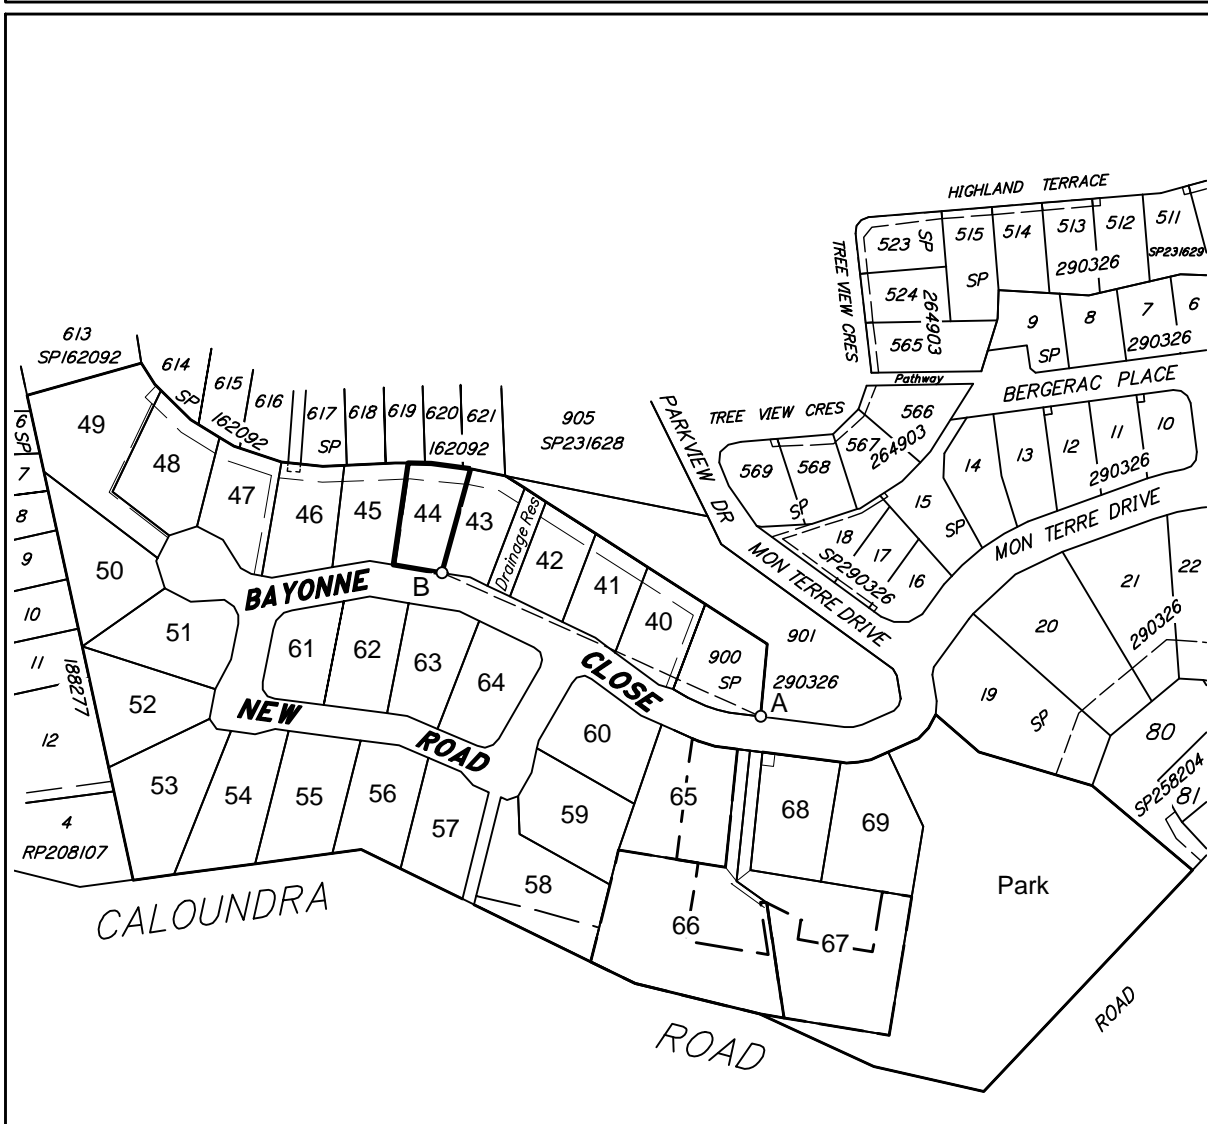 HIGHLAND TERRACE
523
SP
515
514
513
512
511
SP
290326
SP231629
TREE VIEW CRES
524
264903
565
9
8
7
6
SP
290326
Pathway
BERGERAC PLACE
613
SP162092
614
SP
615
616
162092
617
SP
618
619
620
621
162092
905
SP231628
PARKVIEW DR
TREE VIEW CRES
566
567
264903
568
569
SP
14
13
12
11
10
290326
15
SP
18
17
16
SP290326
MON TERRE DRIVE
MON TERRE DRIVE
6
SP
7
8
9
10
11
188277
12
4
RP208107
49
48
47
46
45
44
43
Drainage Res
42
41
40
900
SP
901
290326
A
B
BAYONNE
CLOSE
50
51
52
53
61
62
63
64
NEW
ROAD
54
55
56
57
58
59
60
65
66
67
68
69
19
SP
20
21
22
290326
80
SP258204
81
Park
CALOUNDRA
ROAD
ROAD